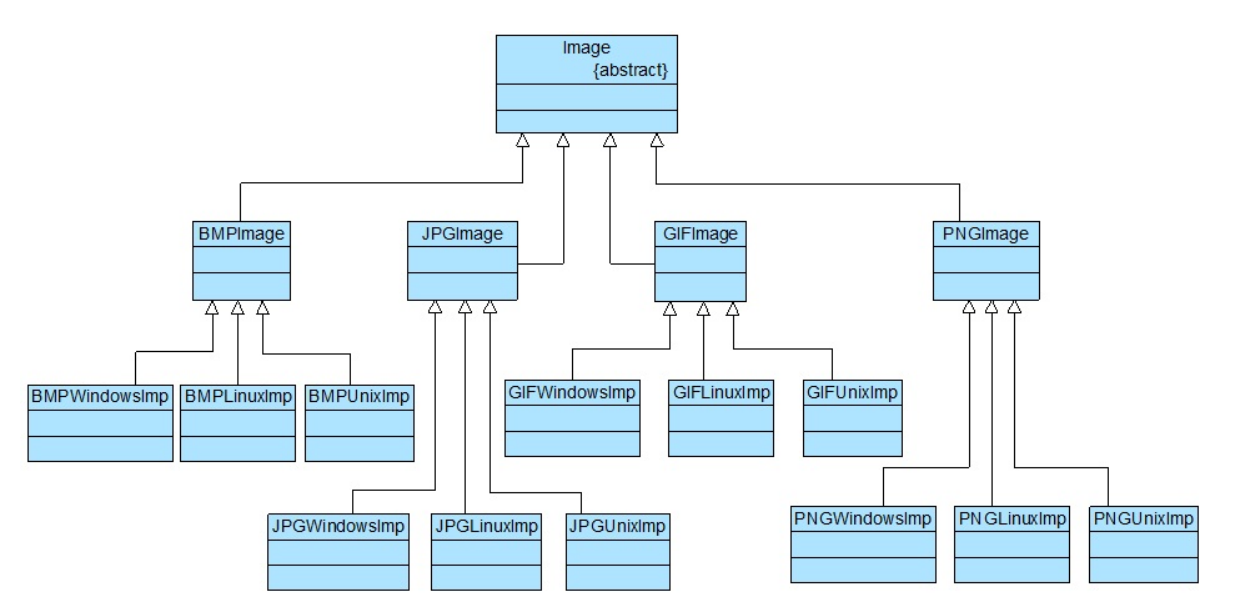 Image
{abstract}
BMPImage
JPGImage
GIFImage
PNGImage
BMPWindowsImp
BMPLinuxImp
BMPUnixImp
GIFWindowsImp
GIFLinuxImp
GIFUnixImp
JPGWindowsImp
JPGLinuxImp
JPGUnixImp
PNGWindowsImp
PNGLinuxImp
PNGUnixImp